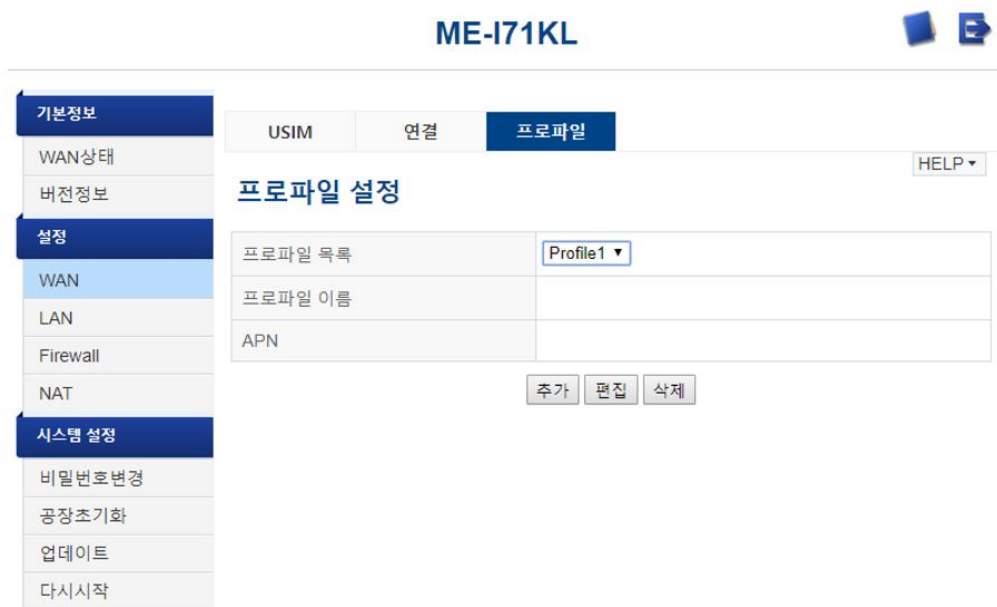 ME-I71KL
기본정보
WAN상태
버전정보
설정
WAN
LAN
Firewall
NAT
시스템 설정
비밀번호변경
공장초기화
업데이트
다시시작
USIM 연결 프로파일
HELP
프로파일 설정
프로파일 목록 Profile1
프로파일 이름
APN
추가 편집 삭제